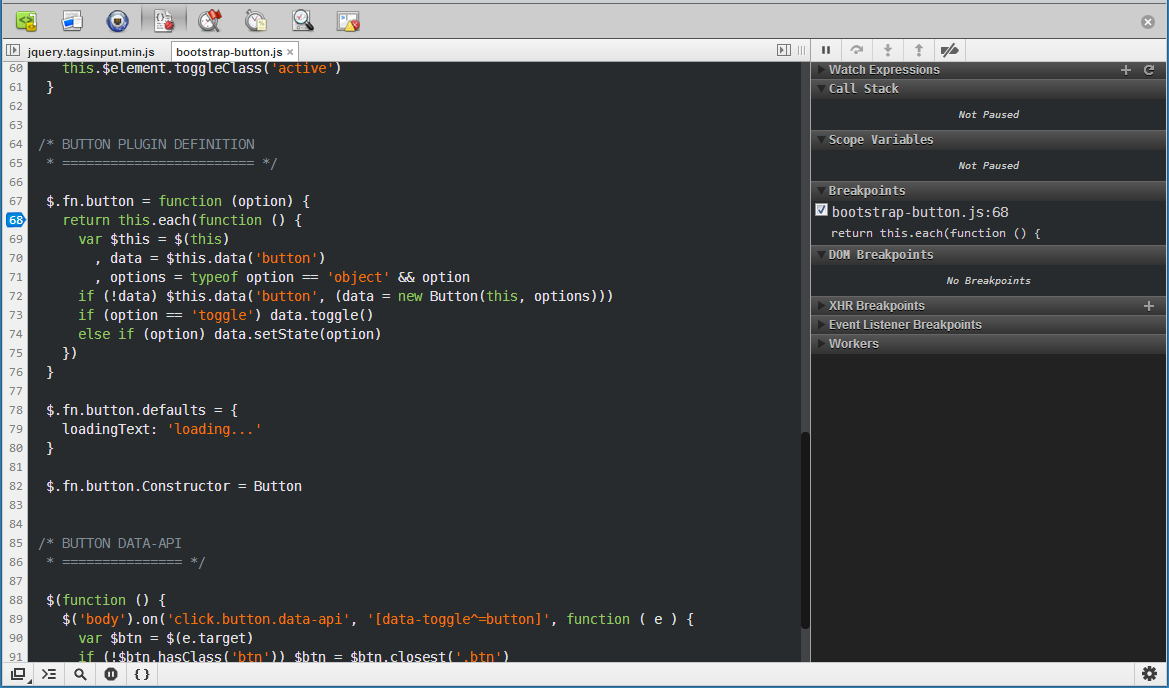 jquery.tagsinput.min.js bootstrap-button.js ×
60 this.$element.toggleClass('active')
61 }
62
63
64 /* BUTTON PLUGIN DEFINITION
65 * ======================== */
66
67 $.fn.button = function (option) {
68 return this.each(function () {
69 var $this = $(this)
70 , data = $this.data('button')
71 , options = typeof option == 'object' && option
72 if (!data) $this.data('button', (data = new Button(this, options)))
73 if (option == 'toggle') data.toggle()
74 else if (option) data.setState(option)
75 })
76 }
77
78 $.fn.button.defaults = {
79 loadingText: 'loading...'
80 }
81
82 $.fn.button.Constructor = Button
83
84
85 /* BUTTON DATA-API
86 * =============== */
87
88 $(function () {
89 $('body').on('click.button.data-api', '[data-toggle^=button]', function ( e ) {
90 var $btn = $(e.target)
91 if (!$btn.hasClass('btn')) $btn = $btn.closest('.btn')
Watch Expressions
Call Stack
Not Paused
Scope Variables
Not Paused
Breakpoints
bootstrap-button.js:68
return this.each(function () {
DOM Breakpoints
No Breakpoints
XHR Breakpoints
Event Listener Breakpoints
Workers
{ }